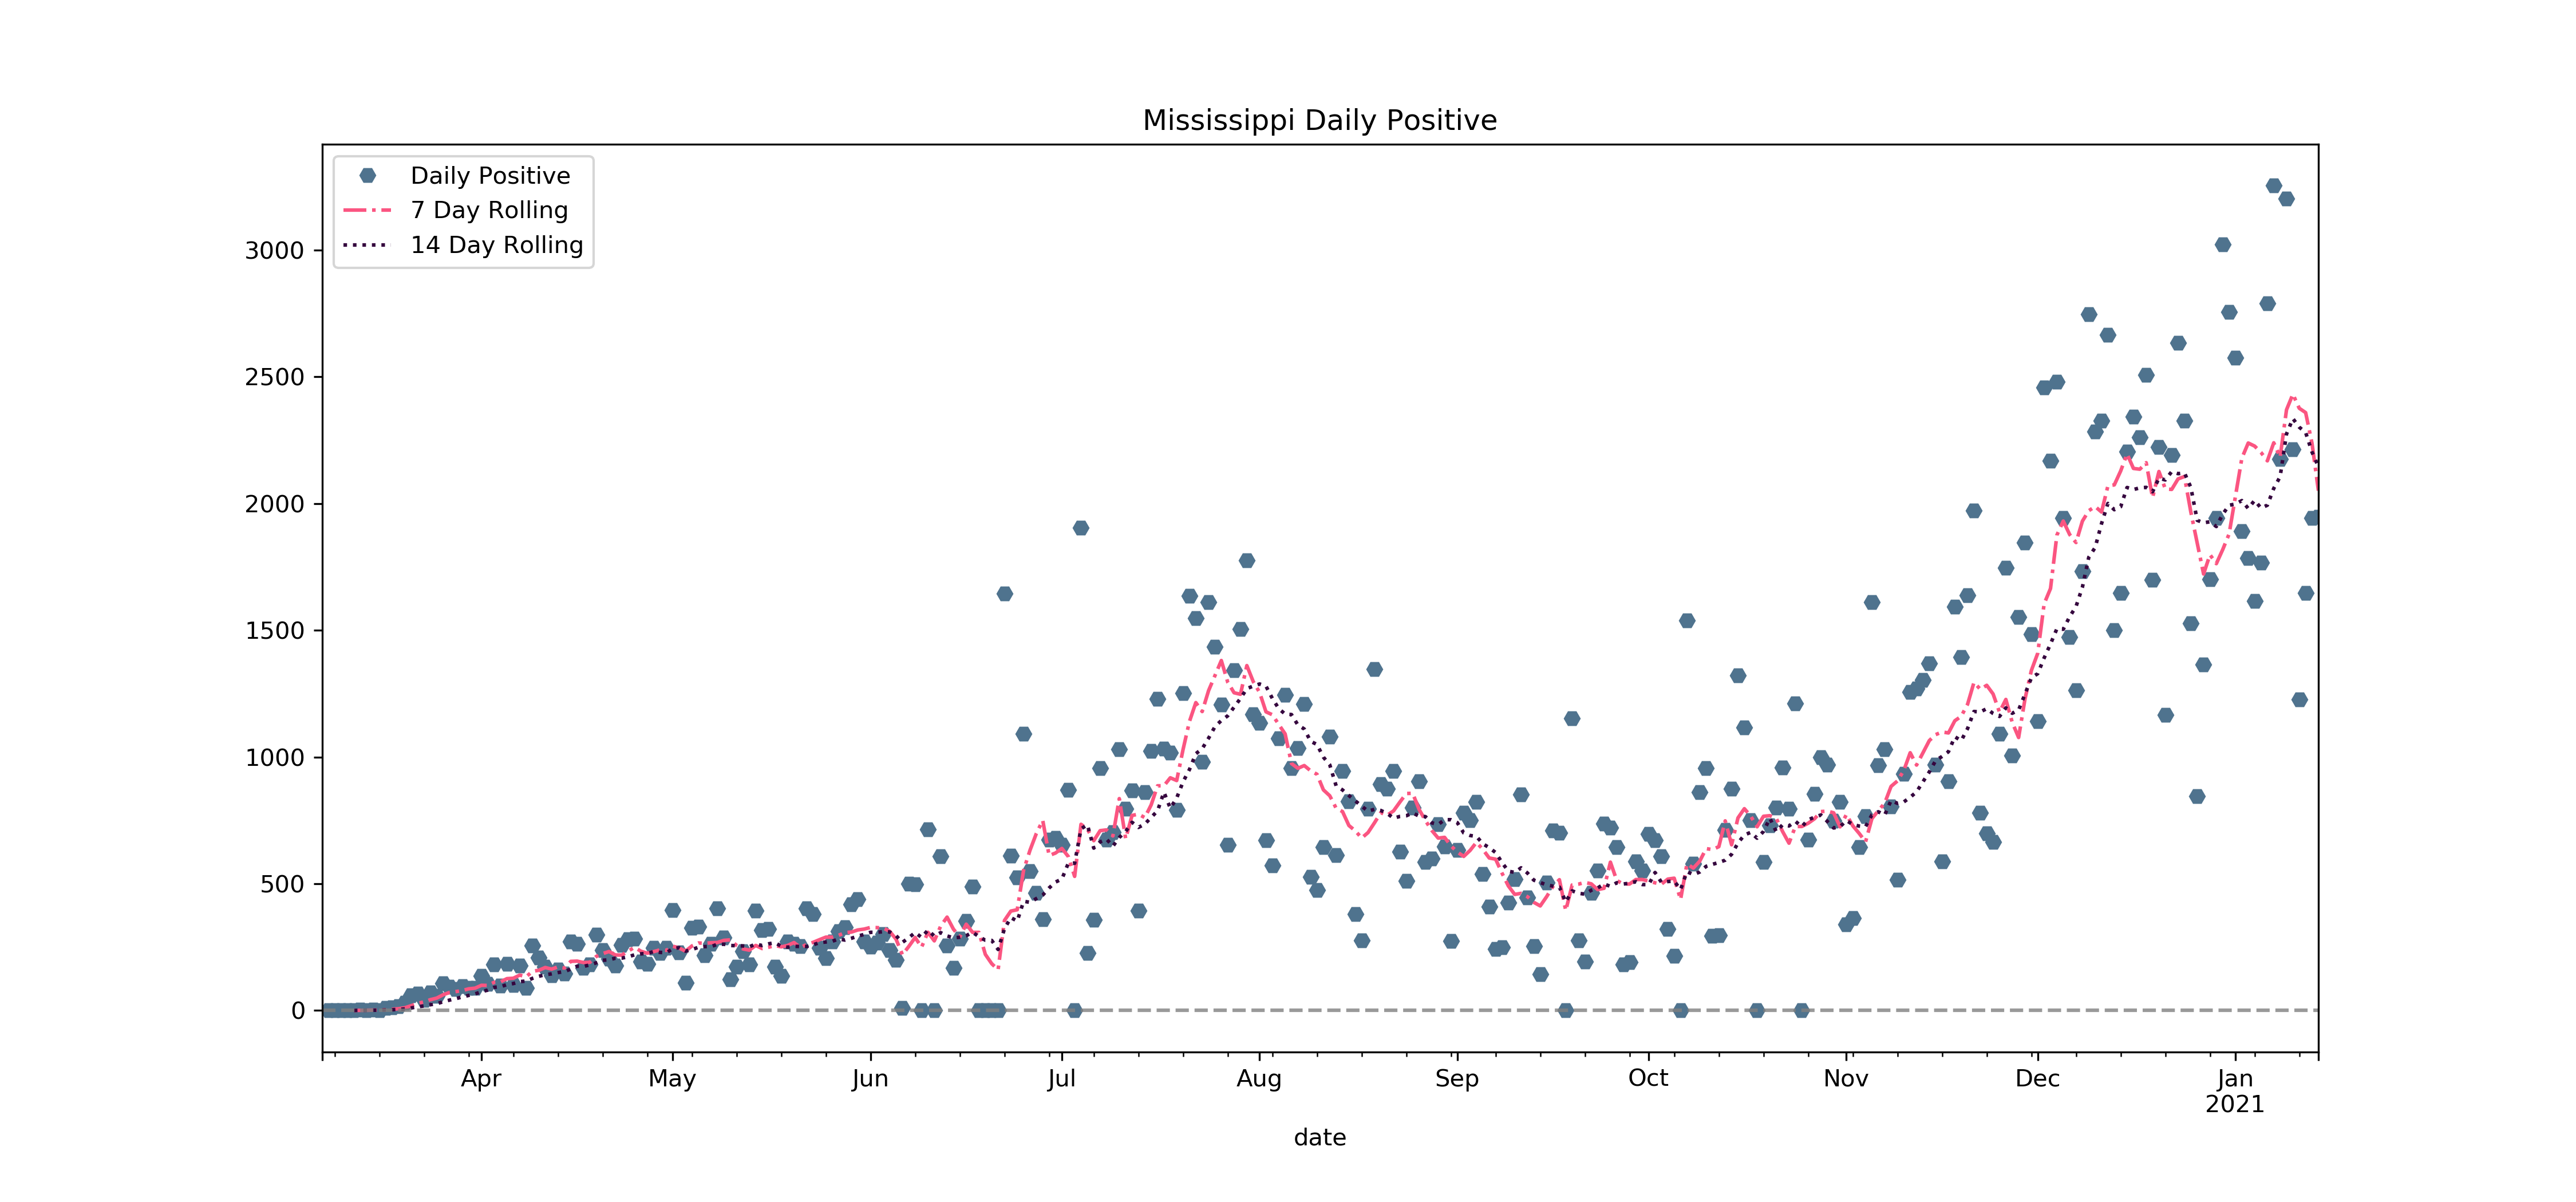 Mississippi Daily Positive
Daily Positive
7 Day Rolling
14 Day Rolling
3000
2500
2000
1500
1000
500
0
Apr May Jun Jul Aug Sep Oct Nov Dec Jan
2021
date